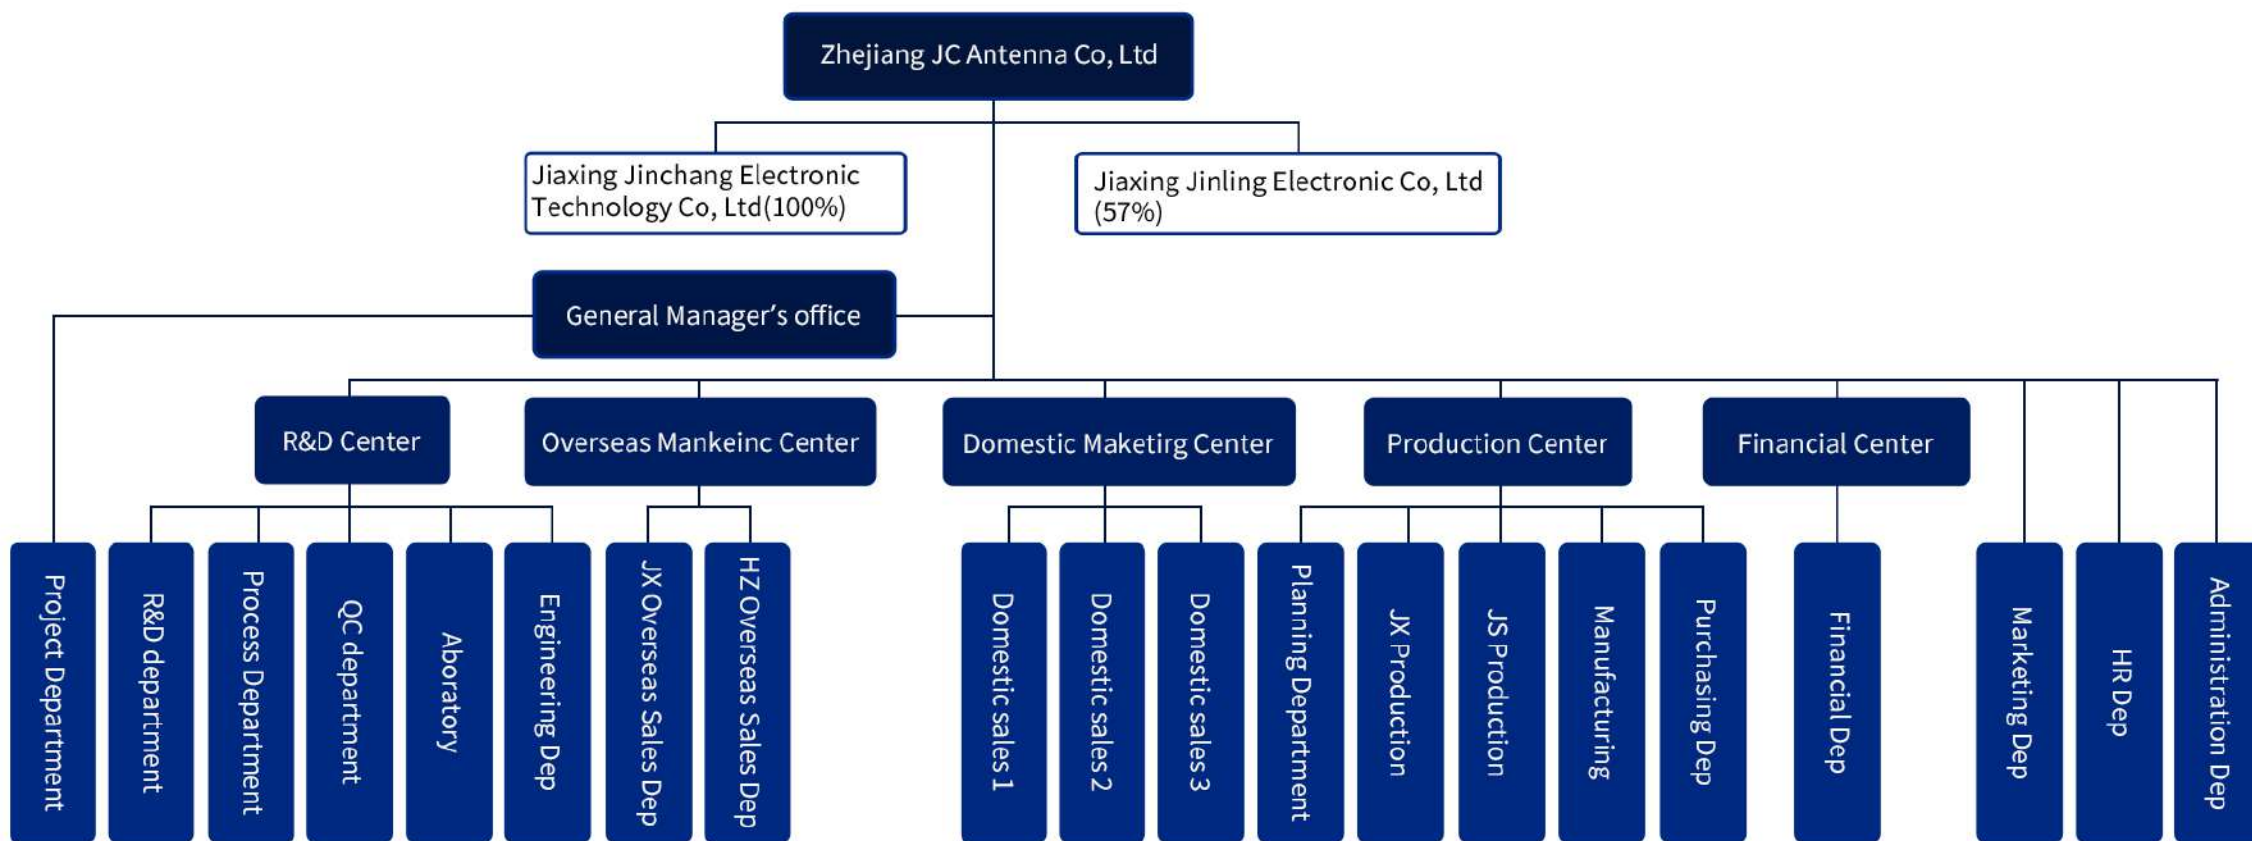 Zhejiang JC Antenna Co, Ltd
Jiaxing Jinchang Electronic
Technology Co, Ltd(100%)
Jiaxing Jinling Electronic Co, Ltd
(57%)
General Manager’s office
R&D Center
Overseas Mankeinc Center
Domestic Maketirg Center
Production Center
Financial Center
Project Department
R&D department
Process Department
QC department
Aboratory
Engineering Dep
JX Overseas Sales Dep
HZ Overseas Sales Dep
Domestic sales 1
Domestic sales 2
Domestic sales 3
Planning Department
JX Production
JS Production
Manufacturing
Purchasing Dep
Financial Dep
Marketing Dep
HR Dep
Administration Dep